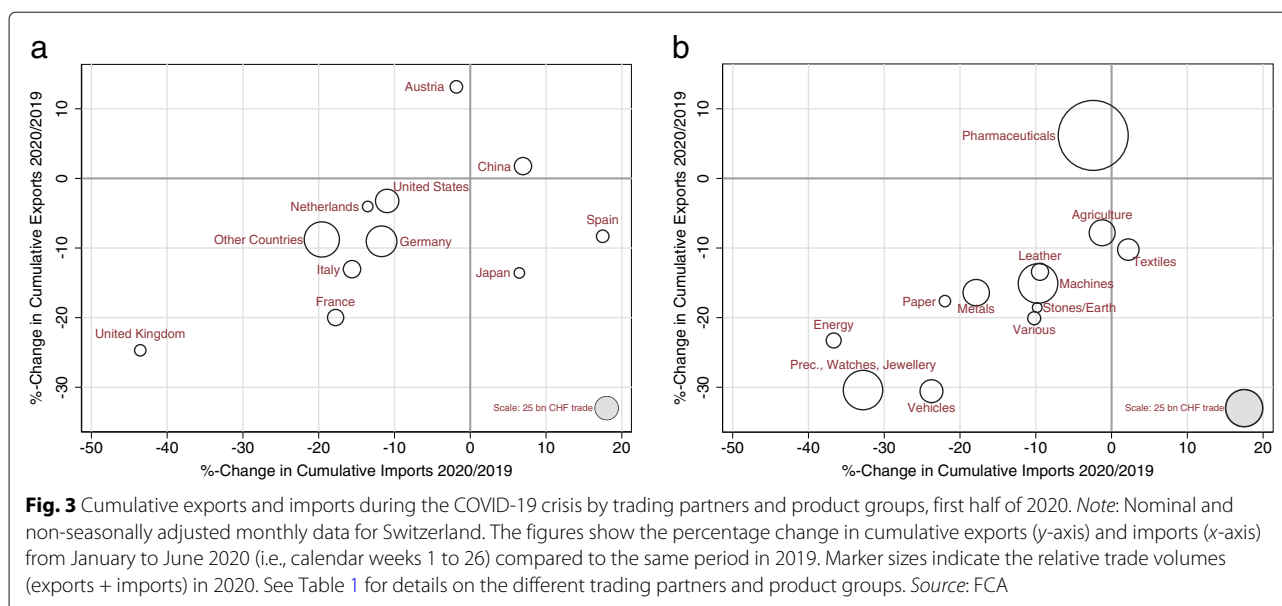 a
%-Change in Cumulative Exports 2020/2019
-30 -20 -10 0 10
Austria
China
United States
Netherlands
Spain
Other Countries
Germany
Italy
Japan
France
United Kingdom
Scale: 25 bn CHF trade
-50 -40 -30 -20 -10 0 10 20
%-Change in Cumulative Imports 2020/2019
b
%-Change in Cumulative Exports 2020/2019
-30 -20 -10 0 10
Pharmaceuticals
Agriculture
Textiles
Leather
Machines
Paper
Metals
Stones/Earth
Various
Energy
Prec., Watches, Jewellery
Vehicles
Scale: 25 bn CHF trade
-50 -40 -30 -20 -10 0 10 20
%-Change in Cumulative Imports 2020/2019
Fig. 3 Cumulative exports and imports during the COVID-19 crisis by trading partners and product groups, first half of 2020. Note: Nominal and
non-seasonally adjusted monthly data for Switzerland. The figures show the percentage change in cumulative exports (y-axis) and imports (x-axis)
from January to June 2020 (i.e., calendar weeks 1 to 26) compared to the same period in 2019. Marker sizes indicate the relative trade volumes
(exports + imports) in 2020. See Table 1 for details on the different trading partners and product groups. Source: FCA